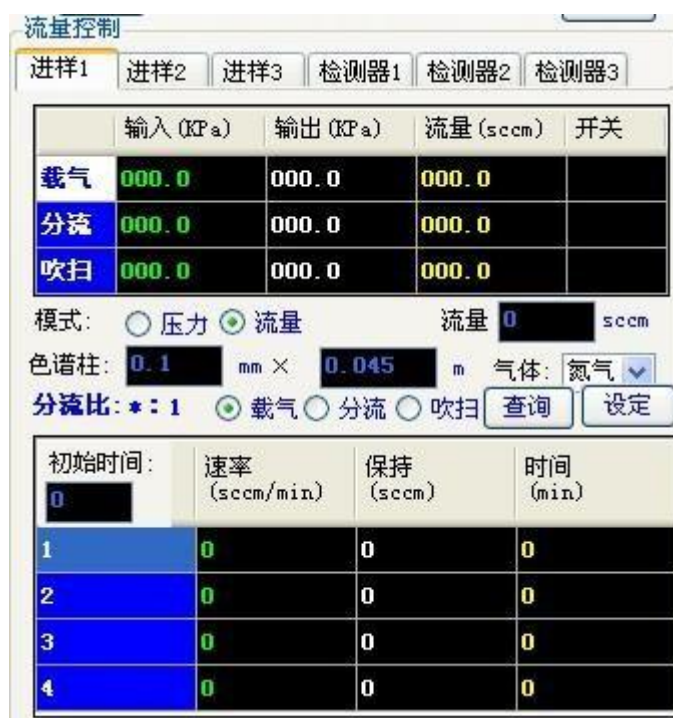 流量控制
进样1 进样2 进样3 检测器1 检测器2 检测器3
输入(KPa) 输出(KPa) 流量(sccm) 开关
载气 000.0 000.0 000.0
分流 000.0 000.0 000.0
吹扫 000.0 000.0 000.0
模式: 压力 流量 流量 0 sccm
色谱柱: 0.1 mm × 0.045 m 气体: 氮气
分流比:*:1 载气 分流 吹扫 查询 设定
初始时间: 速率 保持 时间
0 (sccm/min) (sccm) (min)
1 0 0 0
2 0 0 0
3 0 0 0
4 0 0 0